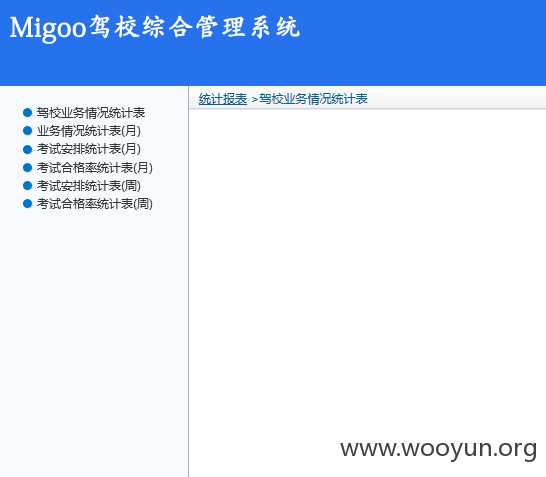 Migoo驾校综合管理系统
统计报表 >驾校业务情况统计表
驾校业务情况统计表
业务情况统计表(月)
考试安排统计表(月)
考试合格率统计表(月)
考试安排统计表(周)
考试合格率统计表(周)
www.wooyun.org